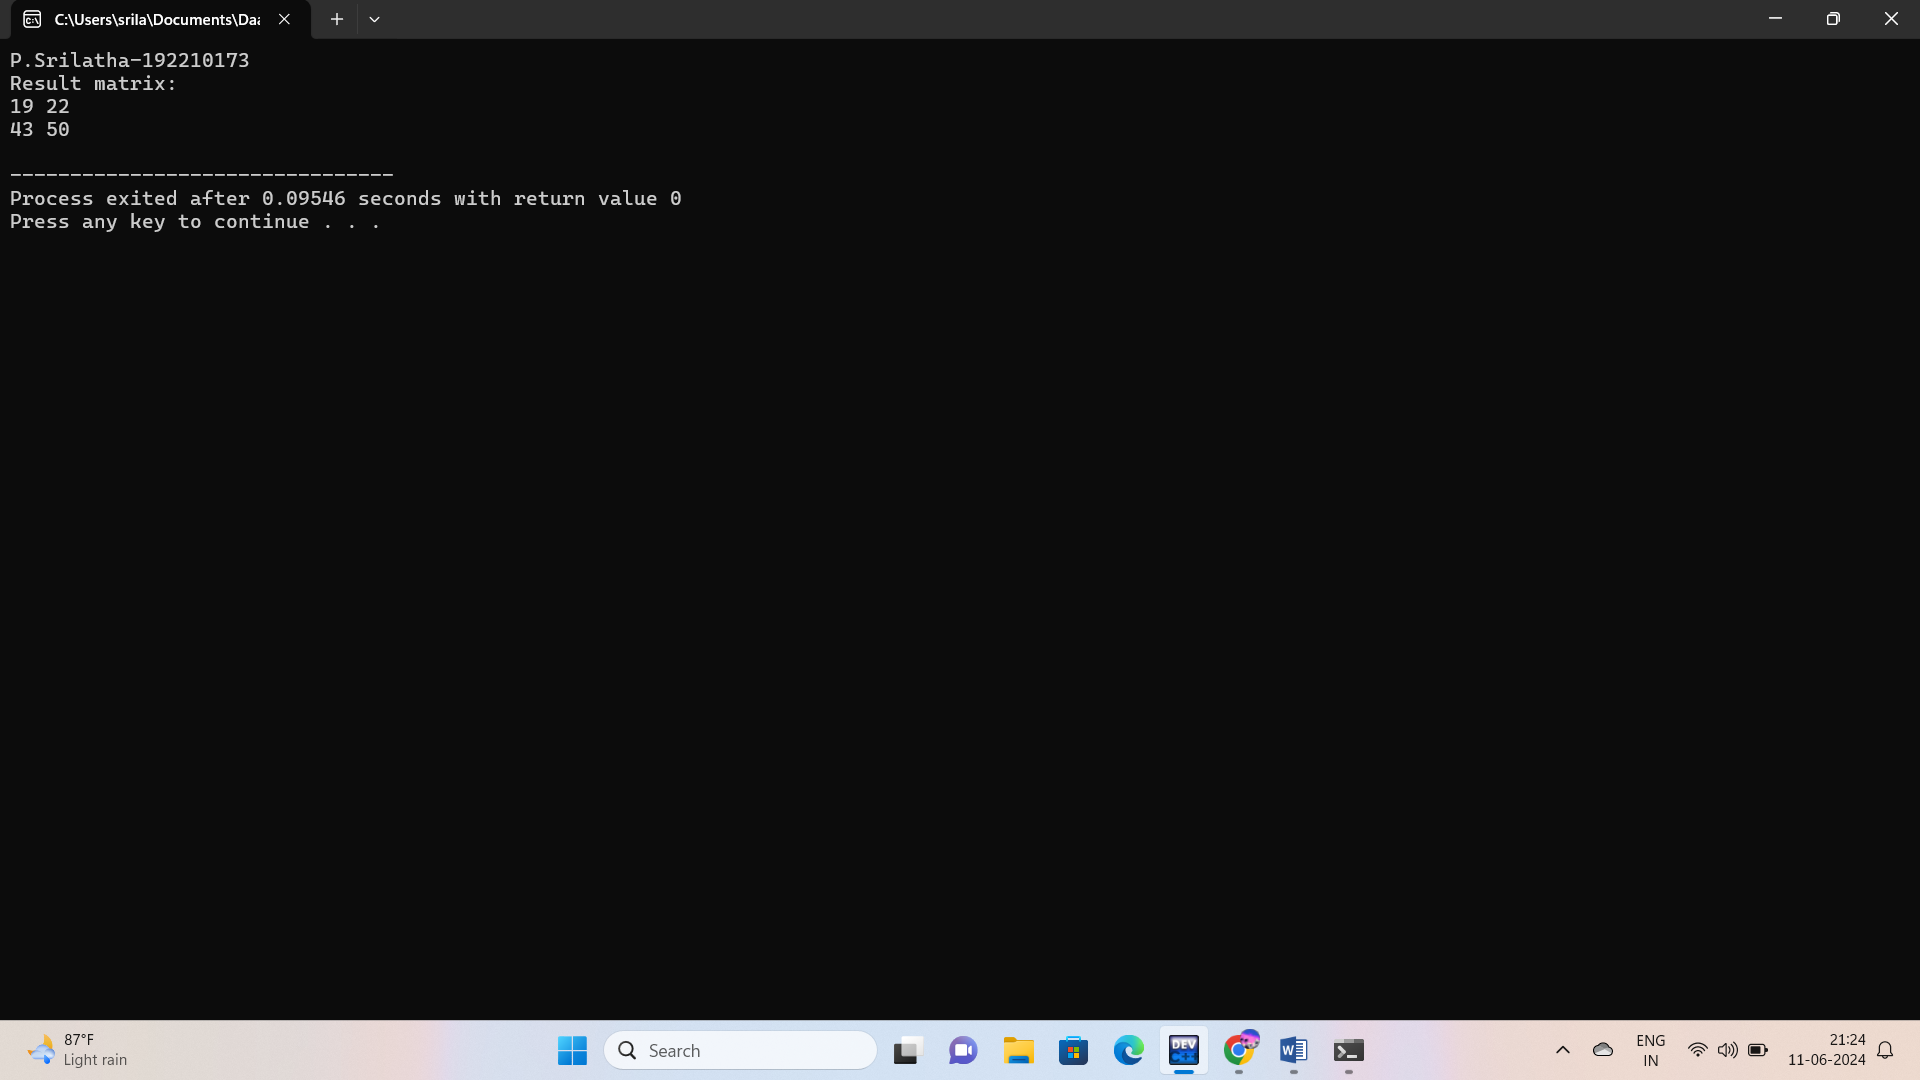 C:\Users\srila\Documents\Daa
P.Srilatha-192210173
Result matrix:
19 22
43 50
--------------------------------
Process exited after 0.09546 seconds with return value 0
Press any key to continue . . .
87°F
Light rain
Search
DEV
C++
W
ENG
IN
21:24
11-06-2024